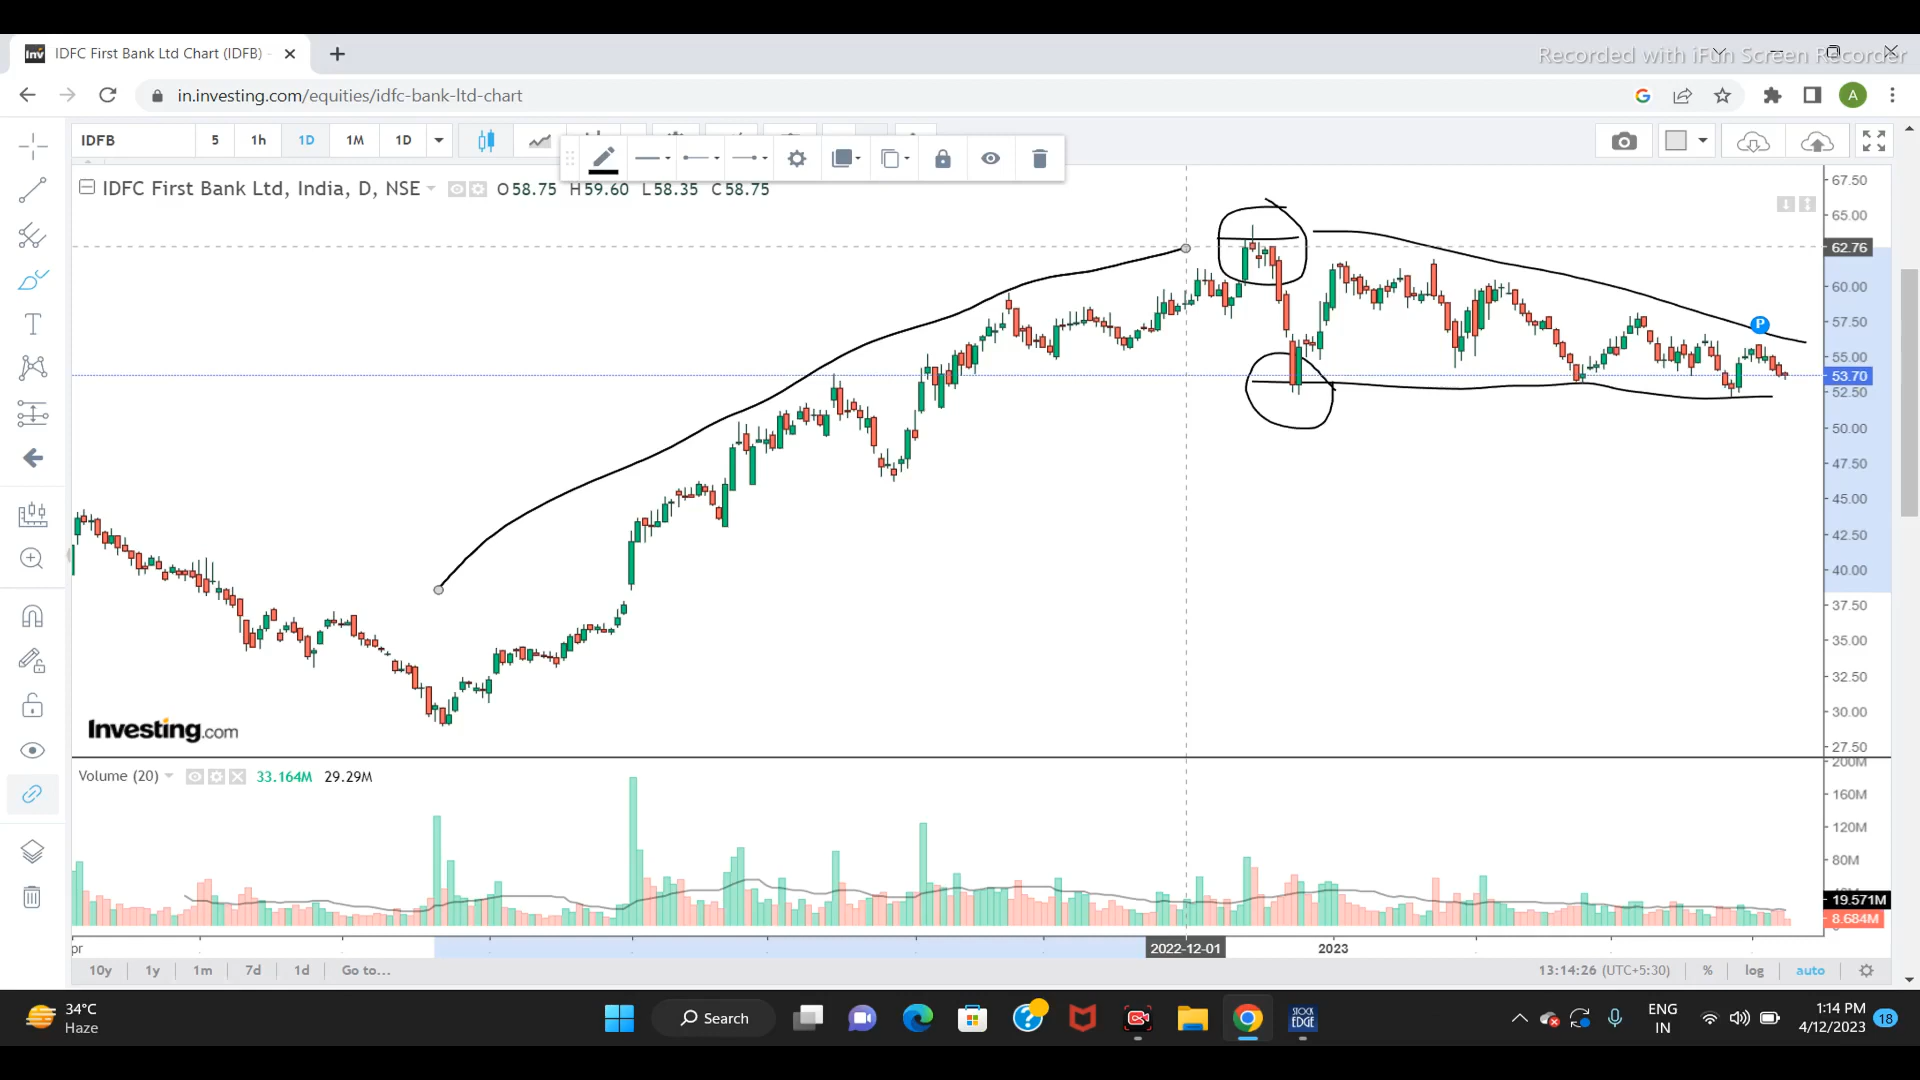 IDFC First Bank Ltd Chart (IDFB)
Recorded with iFun Screen Recorder
in.investing.com/equities/idfc-bank-ltd-chart
A
IDFB 5 1h 1D 1M 1D
IDFC First Bank Ltd, India, D, NSE O58.75 H59.60 L58.35 C58.75
67.50
65.00
62.76
60.00
57.50
P
55.00
53.70
52.50
50.00
47.50
45.00
42.50
40.00
37.50
35.00
32.50
30.00
27.50
Investing.com
Volume (20) 33.164M 29.29M
200M
160M
120M
80M
19.571M
8.684M
2022-12-01 2023
10y 1y 1m 7d 1d Go to... 13:14:26 (UTC+5:30) % log auto
34°C
Haze
Search
STOCK EDGE
ENG
IN
1:14 PM
4/12/2023
18